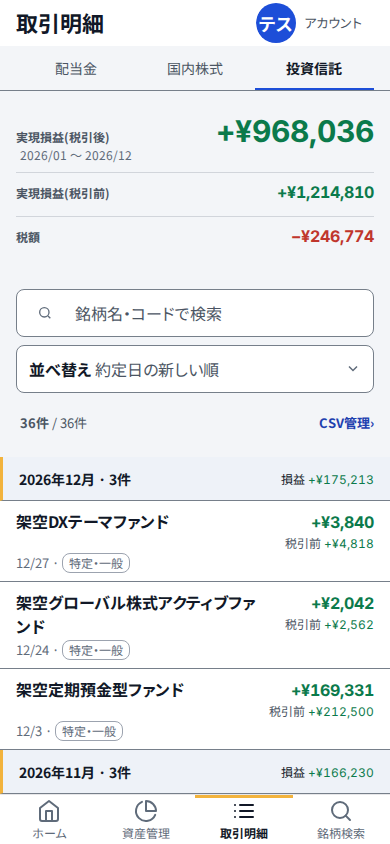 取引明細
テス アカウント
配当金 国内株式 投資信託
実現損益(税引後) +¥968,036
2026/01 〜 2026/12
実現損益(税引前) +¥1,214,810
税額 −¥246,774
銘柄名・コードで検索
並べ替え 約定日の新しい順
36件 / 36件 CSV管理›
2026年12月 · 3件 損益 +¥175,213
架空DXテーマファンド +¥3,840
税引前 +¥4,818
12/27 · 特定・一般
架空グローバル株式アクティブファ
ンド
+¥2,042
税引前 +¥2,562
12/24 · 特定・一般
架空定期預金型ファンド +¥169,331
税引前 +¥212,500
12/3 · 特定・一般
2026年11月 · 3件 損益 +¥166,230
ホーム 資産管理 取引明細 銘柄検索